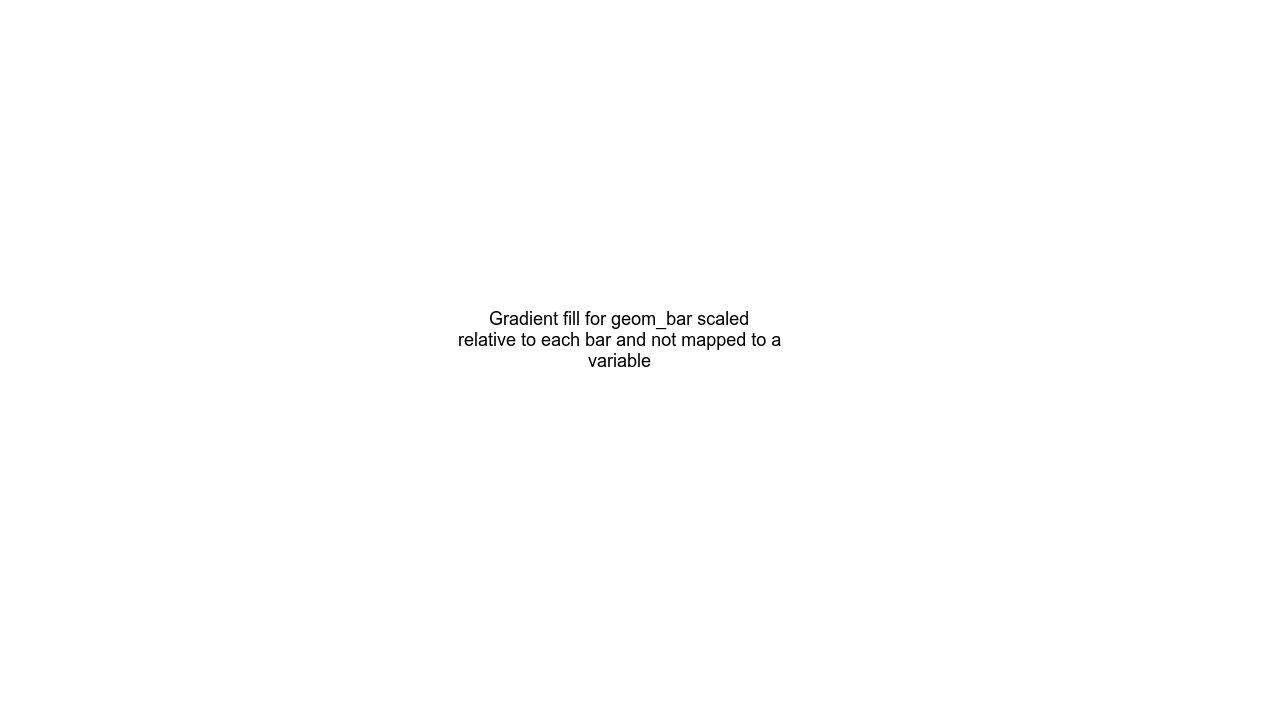 Gradient fill for geom_bar scaled
relative to each bar and not mapped to a
variable